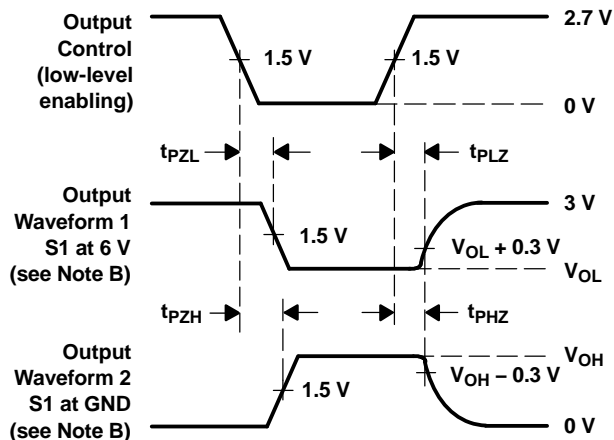 Output
Control
(low-level
enabling)
2.7 V
1.5 V
1.5 V
0 V
tPZL
tPLZ
Output
Waveform 1
S1 at 6 V
(see Note B)
3 V
1.5 V
VOL + 0.3 V
VOL
tPZH
tPHZ
Output
Waveform 2
S1 at GND
(see Note B)
VOH
VOH – 0.3 V
1.5 V
0 V